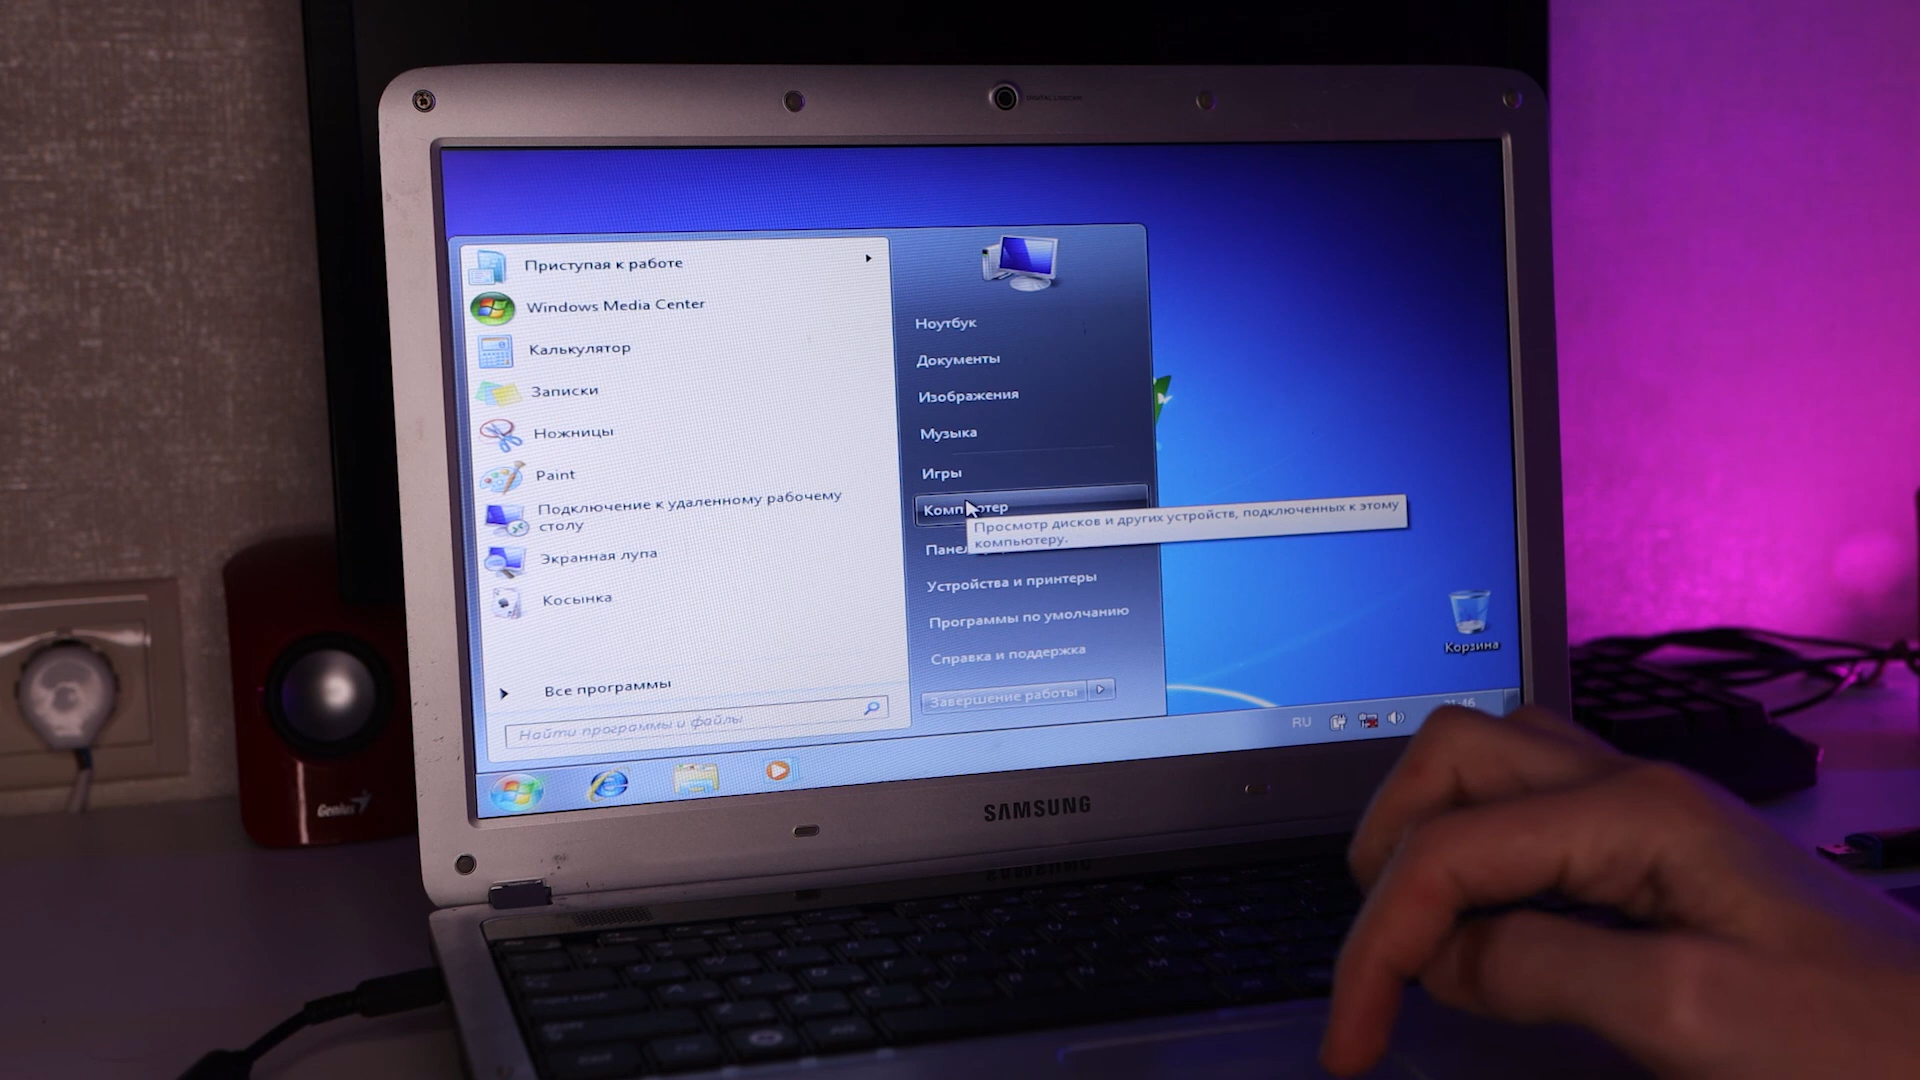 Приступая к работе
Windows Media Center
Калькулятор
Записки
Ножницы
Paint
Подключение к удаленному рабочему
столу
Экранная лупа
Косынка
Все программы
Найти программы и файлы
Ноутбук
Документы
Изображения
Музыка
Игры
Компьютер
Просмотр дисков и других устройств, подключенных к этому
компьютеру.
Устройства и принтеры
Программы по умолчанию
Справка и поддержка
Завершение работы
Корзина
RU
SAMSUNG
Genius